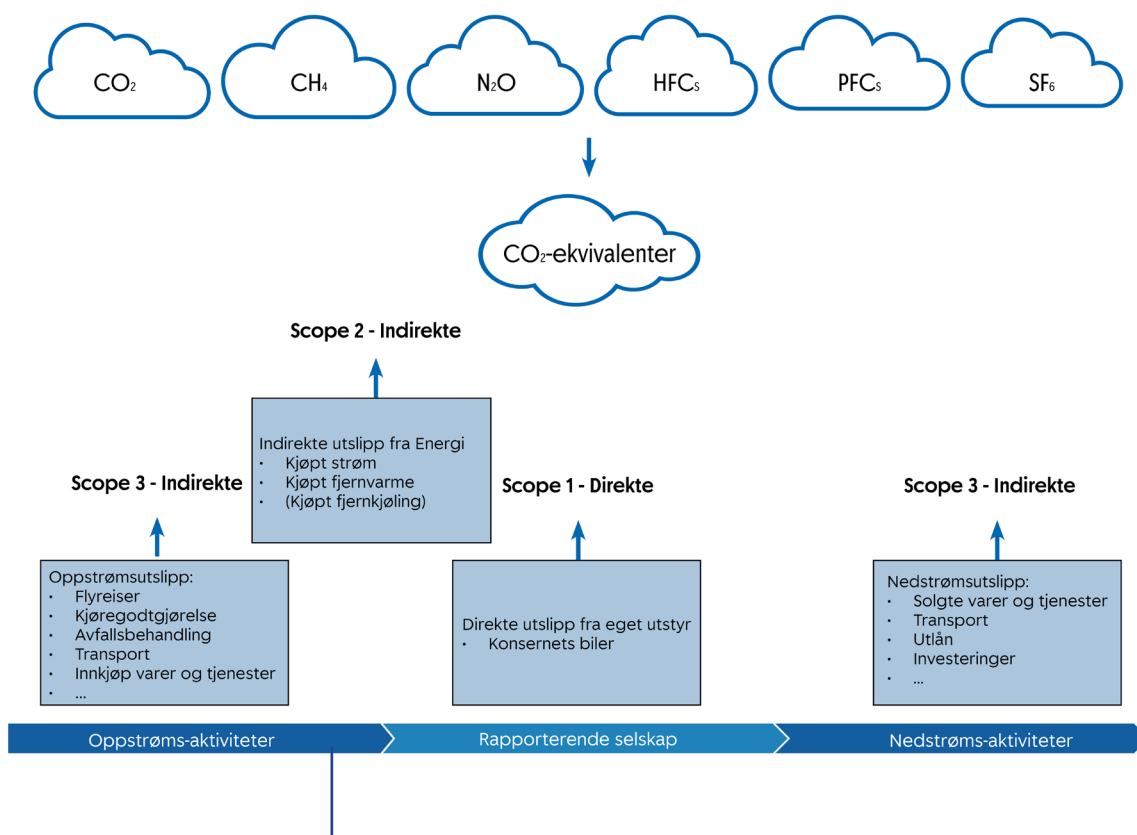 CO₂
CH₄
N₂O
HFCs
PFCs
SF₆
CO₂-ekvivalenter
Scope 2 - Indirekte
Indirekte utslipp fra Energi
• Kjøpt strøm
• Kjøpt fjernvarme
• (Kjøpt fjernkjøling)
Scope 3 - Indirekte
Oppstrømsutslipp:
• Flyreiser
• Kjøregodtgjørelse
• Avfallsbehandling
• Transport
• Innkjøp varer og tjenester
• ...
Scope 1 - Direkte
Direkte utslipp fra eget utstyr
• Konsernets biler
Scope 3 - Indirekte
Nedstrømsutslipp:
• Solgte varer og tjenester
• Transport
• Utlån
• Investeringer
• ...
Oppstrøms-aktiviteter
Rapporterende selskap
Nedstrøms-aktiviteter